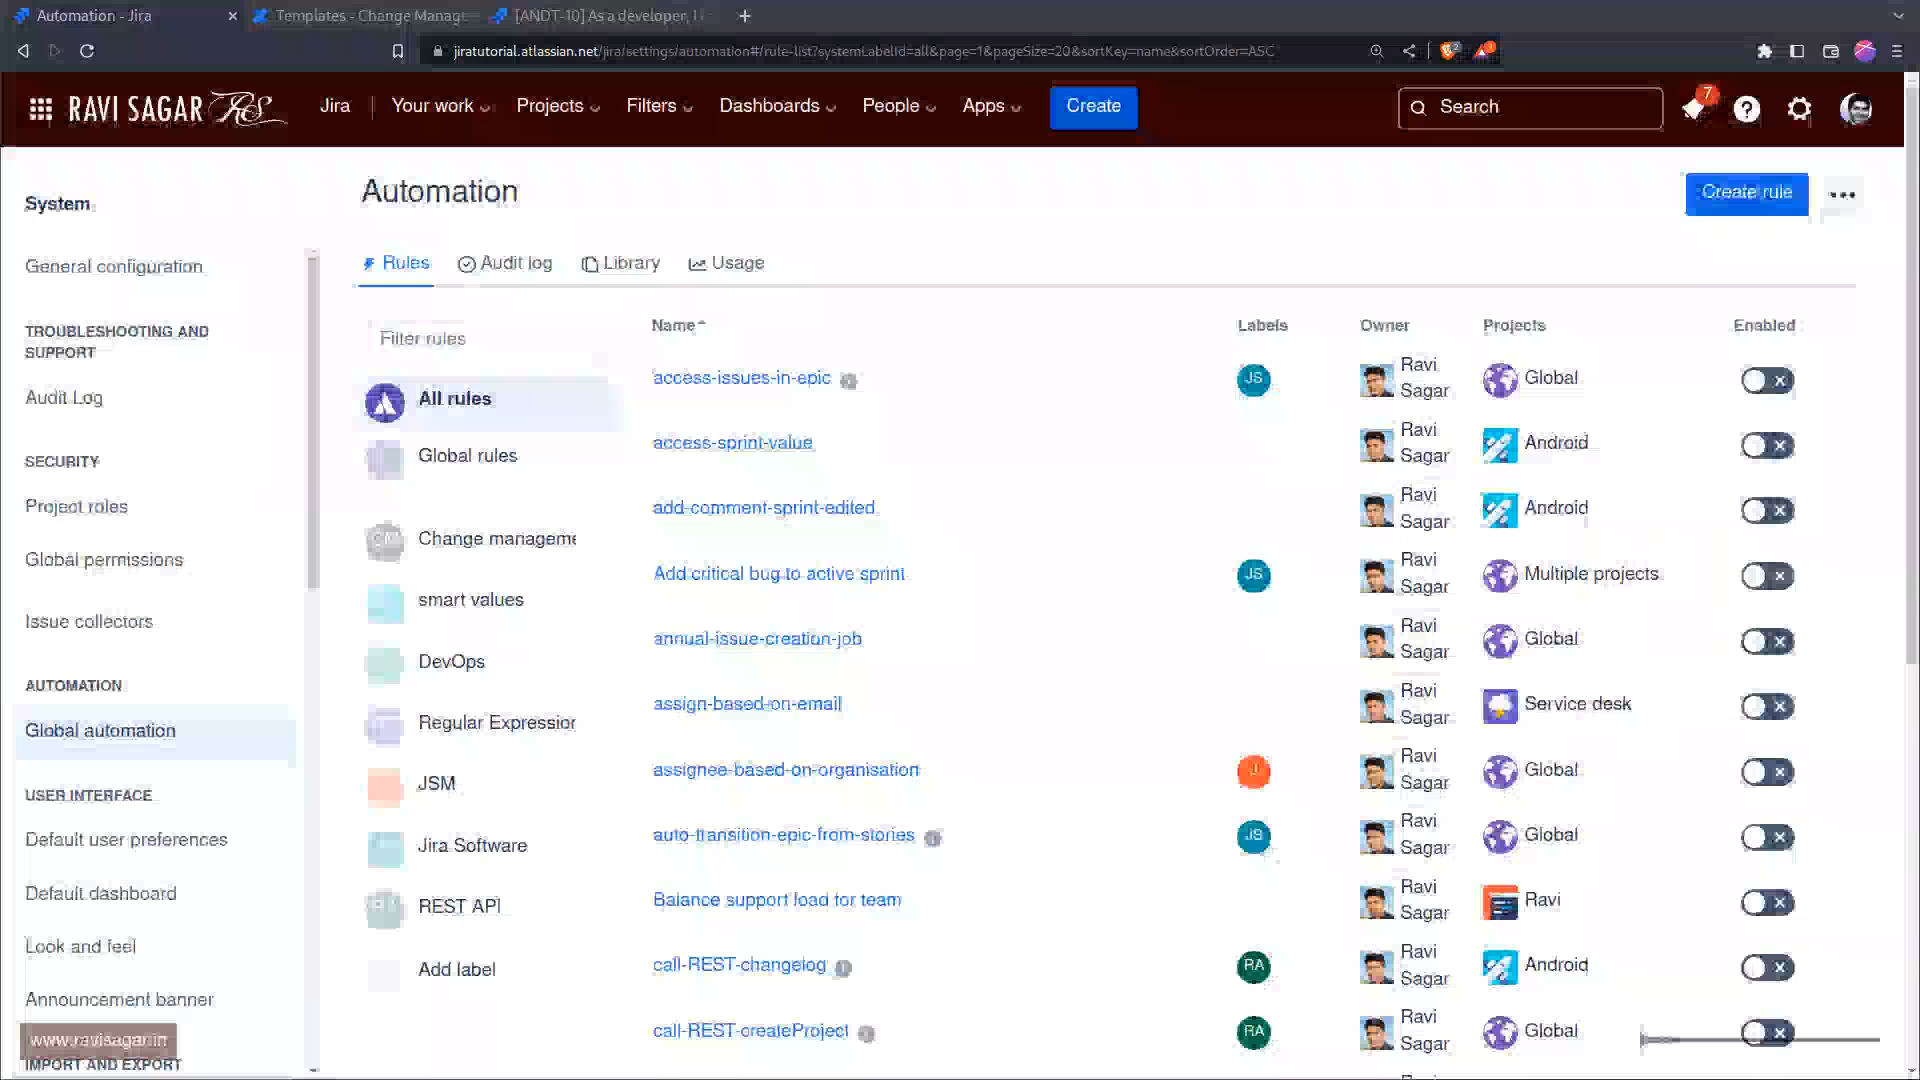 Automation - Jira
Templates - Change Manag
[ANDT-10] As a developer, I
jiratutorial.atlassian.net/jira/settings/automation#/rule-list?systemLabelId=all&page=1&pageSize=20&sortKey=name&sortOrder=ASC
2
1
RAVI SAGAR RS
Jira
Your work
Projects
Filters
Dashboards
People
Apps
Create
Search
7
System
General configuration
TROUBLESHOOTING AND
SUPPORT
Audit Log
SECURITY
Project roles
Global permissions
Issue collectors
AUTOMATION
Global automation
USER INTERFACE
Default user preferences
Default dashboard
Look and feel
Announcement banner
www.ravisagar.in
IMPORT AND EXPORT
Automation
Create rule
Rules
Audit log
Library
Usage
Filter rules
All rules
Global rules
Change manageme
smart values
DevOps
Regular Expression
JSM
Jira Software
REST API
Add label
Name
Labels
Owner
Projects
Enabled
access-issues-in-epic
JS
Ravi
Sagar
Global
access-sprint-value
Ravi
Sagar
Android
add-comment-sprint-edited
Ravi
Sagar
Android
Add critical bug to active sprint
JS
Ravi
Sagar
Multiple projects
annual-issue-creation-job
Ravi
Sagar
Global
assign-based-on-email
Ravi
Sagar
Service desk
assignee-based-on-organisation
J
Ravi
Sagar
Global
auto-transition-epic-from-stories
JS
Ravi
Sagar
Global
Balance support load for team
Ravi
Sagar
Ravi
call-REST-changelog
RA
Ravi
Sagar
Android
call-REST-createProject
RA
Ravi
Sagar
Global